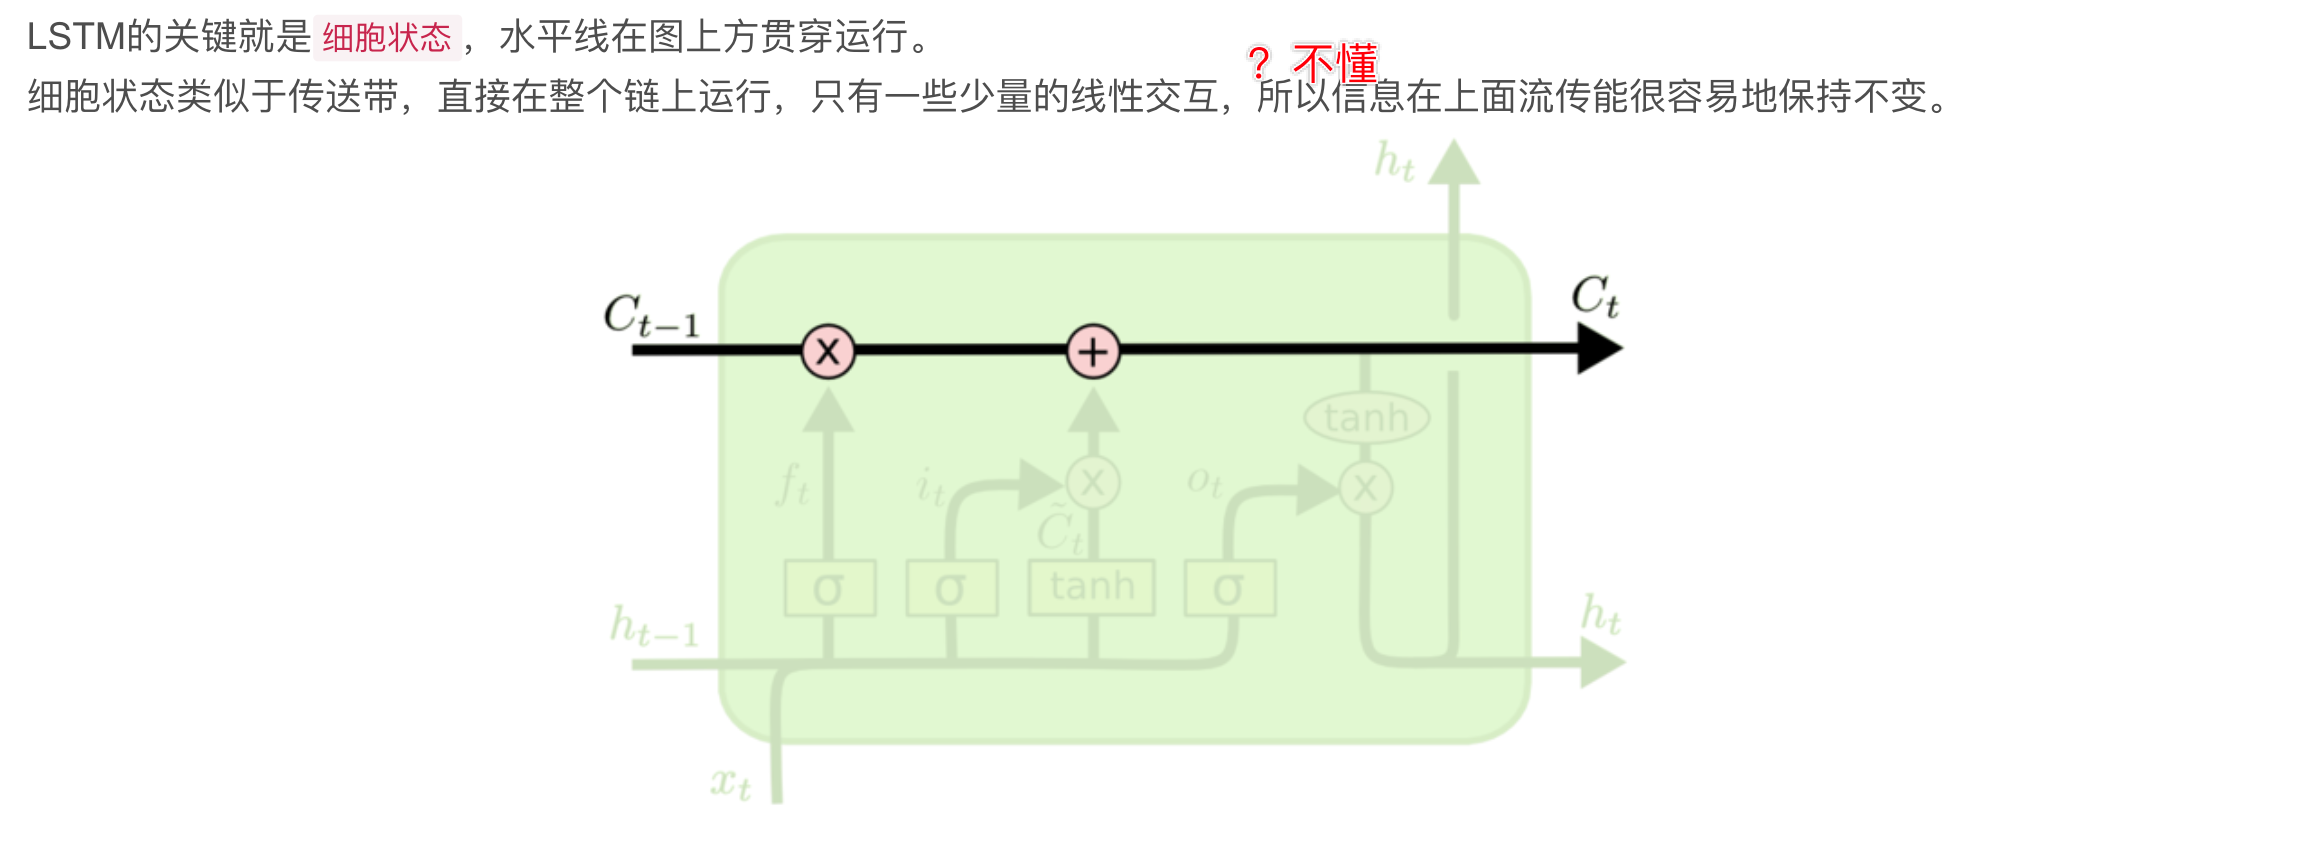 LSTM的关键就是 细胞状态 ，水平线在图上方贯穿运行。
？不懂
细胞状态类似于传送带，直接在整个链上运行，只有一些少量的线性交互，所以信息在上面流传能很容易地保持不变。
h_t
C_{t-1}
C_t
x
+
tanh
f_t
i_t
x
o_t
x
C̃_t
σ
σ
tanh
σ
h_{t-1}
h_t
x_t